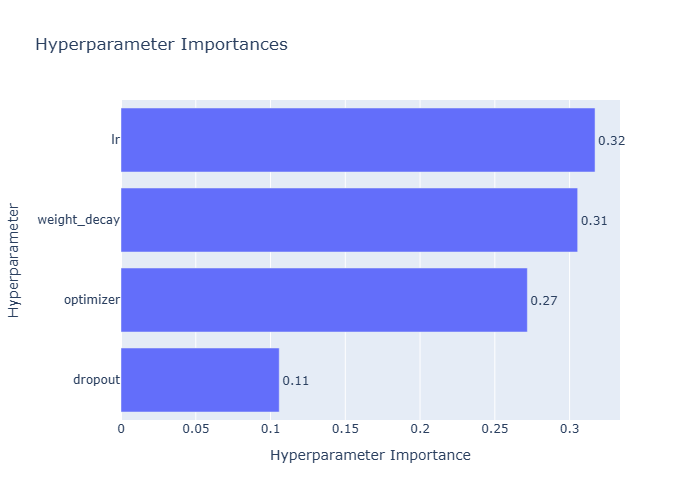 Hyperparameter Importances
Hyperparameter
lr
0.32
weight_decay
0.31
optimizer
0.27
dropout
0.11
0 0.05 0.1 0.15 0.2 0.25 0.3
Hyperparameter Importance